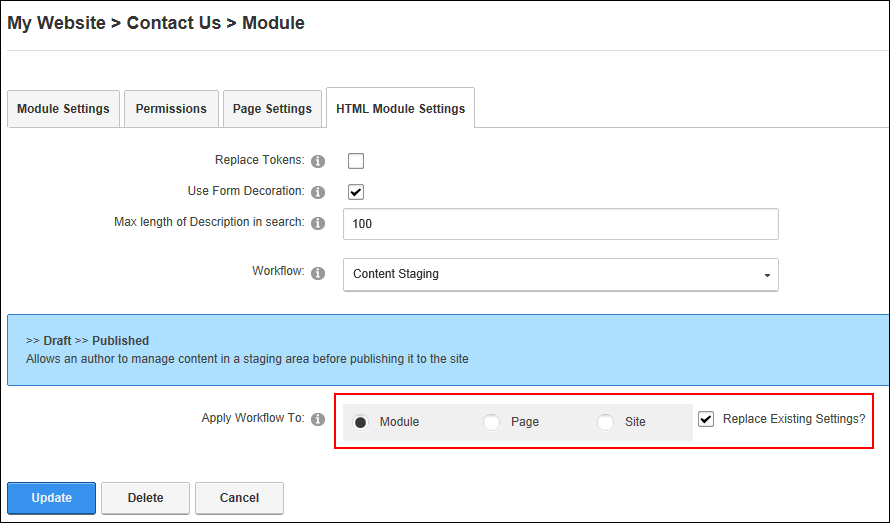 My Website > Contact Us > Module
Module Settings Permissions Page Settings HTML Module Settings
Replace Tokens:
Use Form Decoration:
Max length of Description in search: 100
Workflow: Content Staging
>> Draft >> Published
Allows an author to manage content in a staging area before publishing it to the site
Apply Workflow To: Module Page Site Replace Existing Settings?
Update Delete Cancel